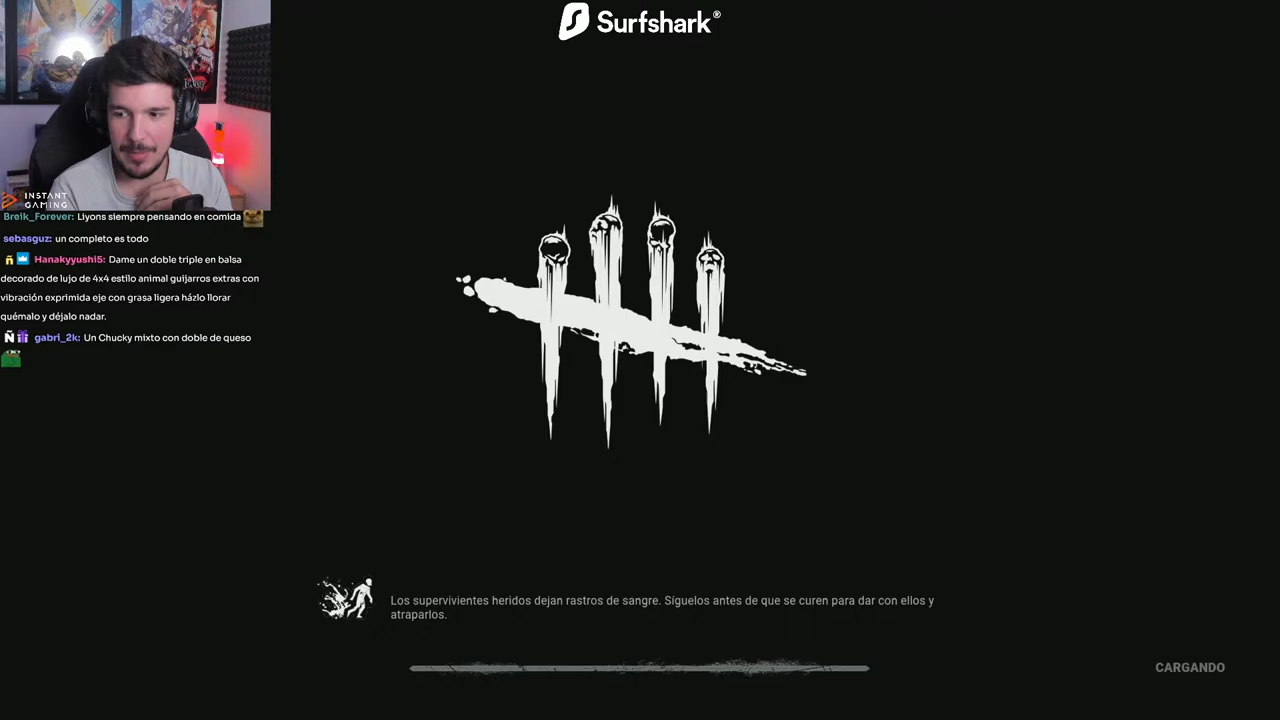 Surfshark®
INSTANT
GAMING
Breik_Forever: Liyons siempre pensando en comida
sebasguz: un completo es todo
Hanakyyushi5: Dame un doble triple en balsa
decorado de lujo de 4x4 estilo animal guijarros extras con
vibración exprimida eje con grasa ligera házlo llorar
quémalo y déjalo nadar.
Ñ gabri_2k: Un Chucky mixto con doble de queso
Los supervivientes heridos dejan rastros de sangre. Síguelos antes de que se curen para dar con ellos y
atraparlos.
CARGANDO